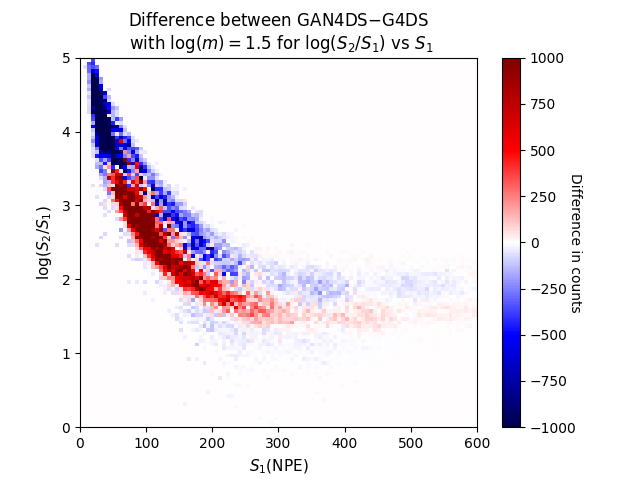 Difference between GAN4DS−G4DS
with log(m) = 1.5 for log(S₂/S₁) vs S₁
5
4
3
2
1
0
log(S₂/S₁)
0 100 200 300 400 500 600
S₁(NPE)
1000
750
500
250
0
−250
−500
−750
−1000
Difference in counts